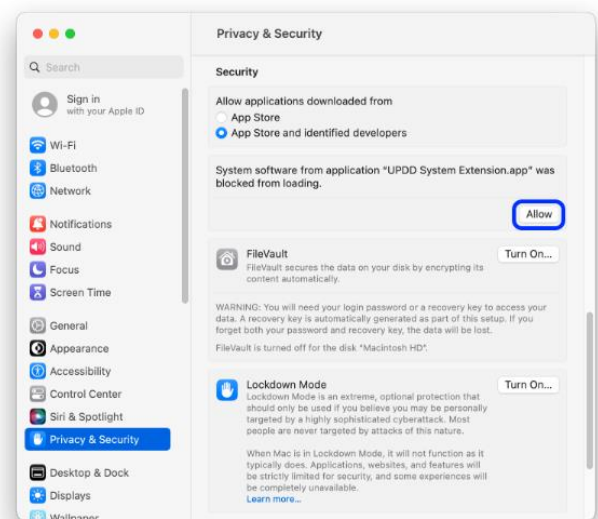 Privacy & Security
Search
Sign in
with your Apple ID
Wi-Fi
Bluetooth
Network
Notifications
Sound
Focus
Screen Time
General
Appearance
Accessibility
Control Center
Siri & Spotlight
Privacy & Security
Desktop & Dock
Displays
Wallpaper
Security
Allow applications downloaded from
App Store
App Store and identified developers
System software from application "UPDD System Extension.app" was
blocked from loading.
Allow
FileVault
Turn On...
FileVault secures the data on your disk by encrypting its
content automatically.
WARNING: You will need your login password or a recovery key to access your
data. A recovery key is automatically generated as part of this setup. If you
forget both your password and recovery key, the data will be lost.
FileVault is turned off for the disk "Macintosh HD".
Lockdown Mode
Turn On...
Lockdown Mode is an extreme, optional protection that
should only be used if you believe you may be personally
targeted by a highly sophisticated cyberattack. Most
people are never targeted by attacks of this nature.
When Mac is in Lockdown Mode, it will not function as it
typically does. Applications, websites, and features will
be strictly limited for security, and some experiences will
be completely unavailable.
Learn more...